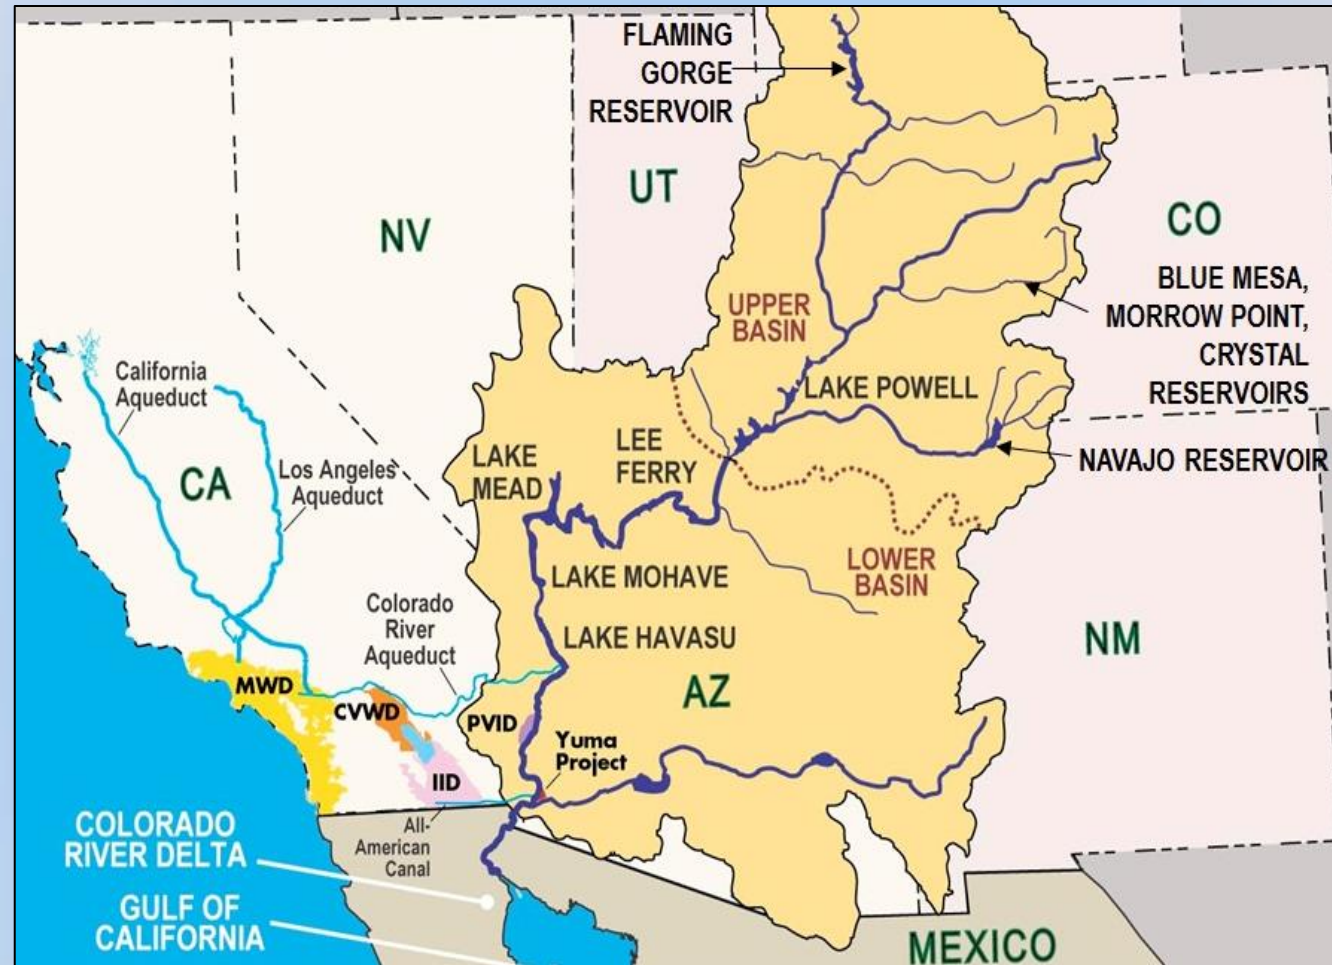 FLAMING
GORGE
RESERVOIR
UT
NV
CO
BLUE MESA,
MORROW POINT,
CRYSTAL
RESERVOIRS
UPPER
BASIN
California
Aqueduct
LAKE POWELL
LEE
FERRY
LAKE
MEAD
NAVAJO RESERVOIR
CA
Los Angeles
Aqueduct
LOWER
BASIN
LAKE MOHAVE
Colorado
River
Aqueduct
LAKE HAVASU
NM
AZ
MWD
CVWD
PVID
Yuma
Project
IID
All-
American
Canal
COLORADO
RIVER DELTA
GULF OF
CALIFORNIA
MEXICO